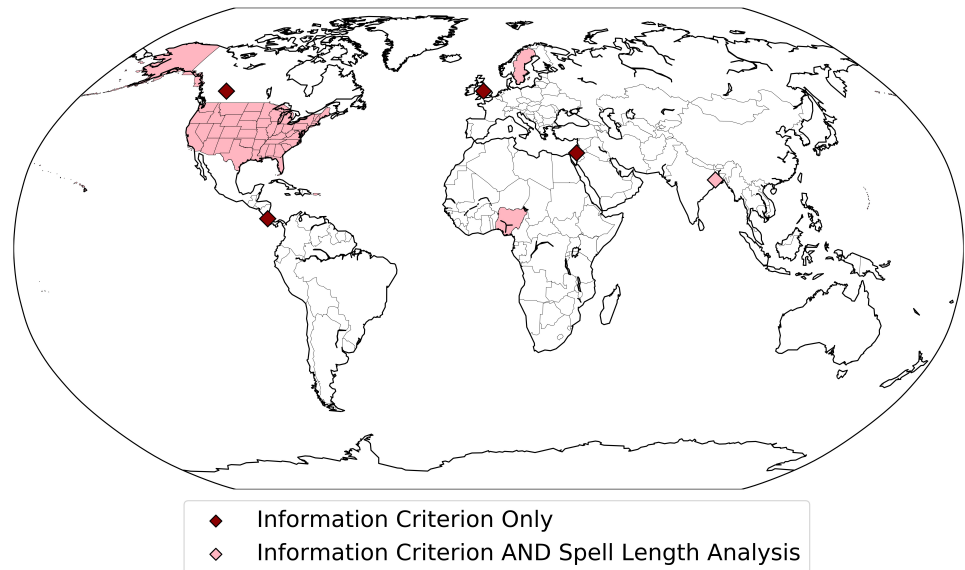 Information Criterion Only
Information Criterion AND Spell Length Analysis